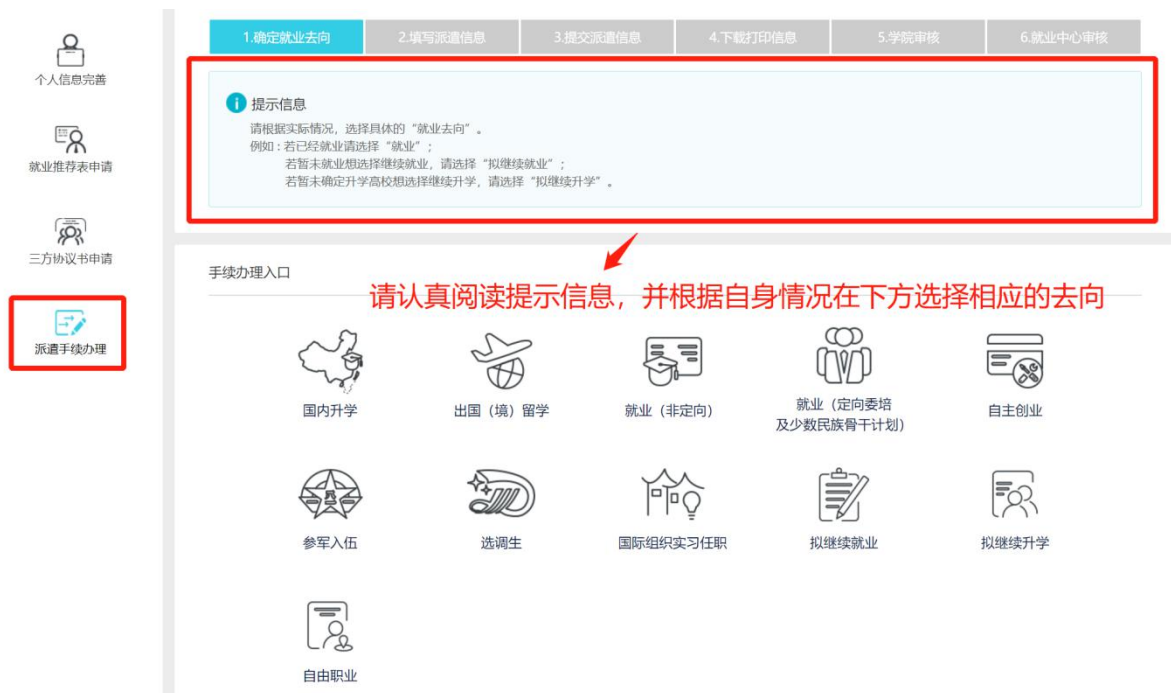 个人信息完善
就业推荐表申请
三方协议书申请
派遣手续办理
1.确定就业去向
2.填写派遣信息
3.提交派遣信息
4.下载打印信息
5.学院审核
6.就业中心审核
提示信息
请根据实际情况，选择具体的“就业去向”。
例如：若已经就业请选择“就业”；
若暂未就业想选择继续就业，请选择“拟继续就业”；
若暂未确定升学高校想选择继续升学，请选择“拟继续升学”。
手续办理入口
请认真阅读提示信息，并根据自身情况在下方选择相应的去向
国内升学
出国（境）留学
就业（非定向）
就业（定向委培
及少数民族骨干计划）
自主创业
参军入伍
选调生
国际组织实习任职
拟继续就业
拟继续升学
自由职业